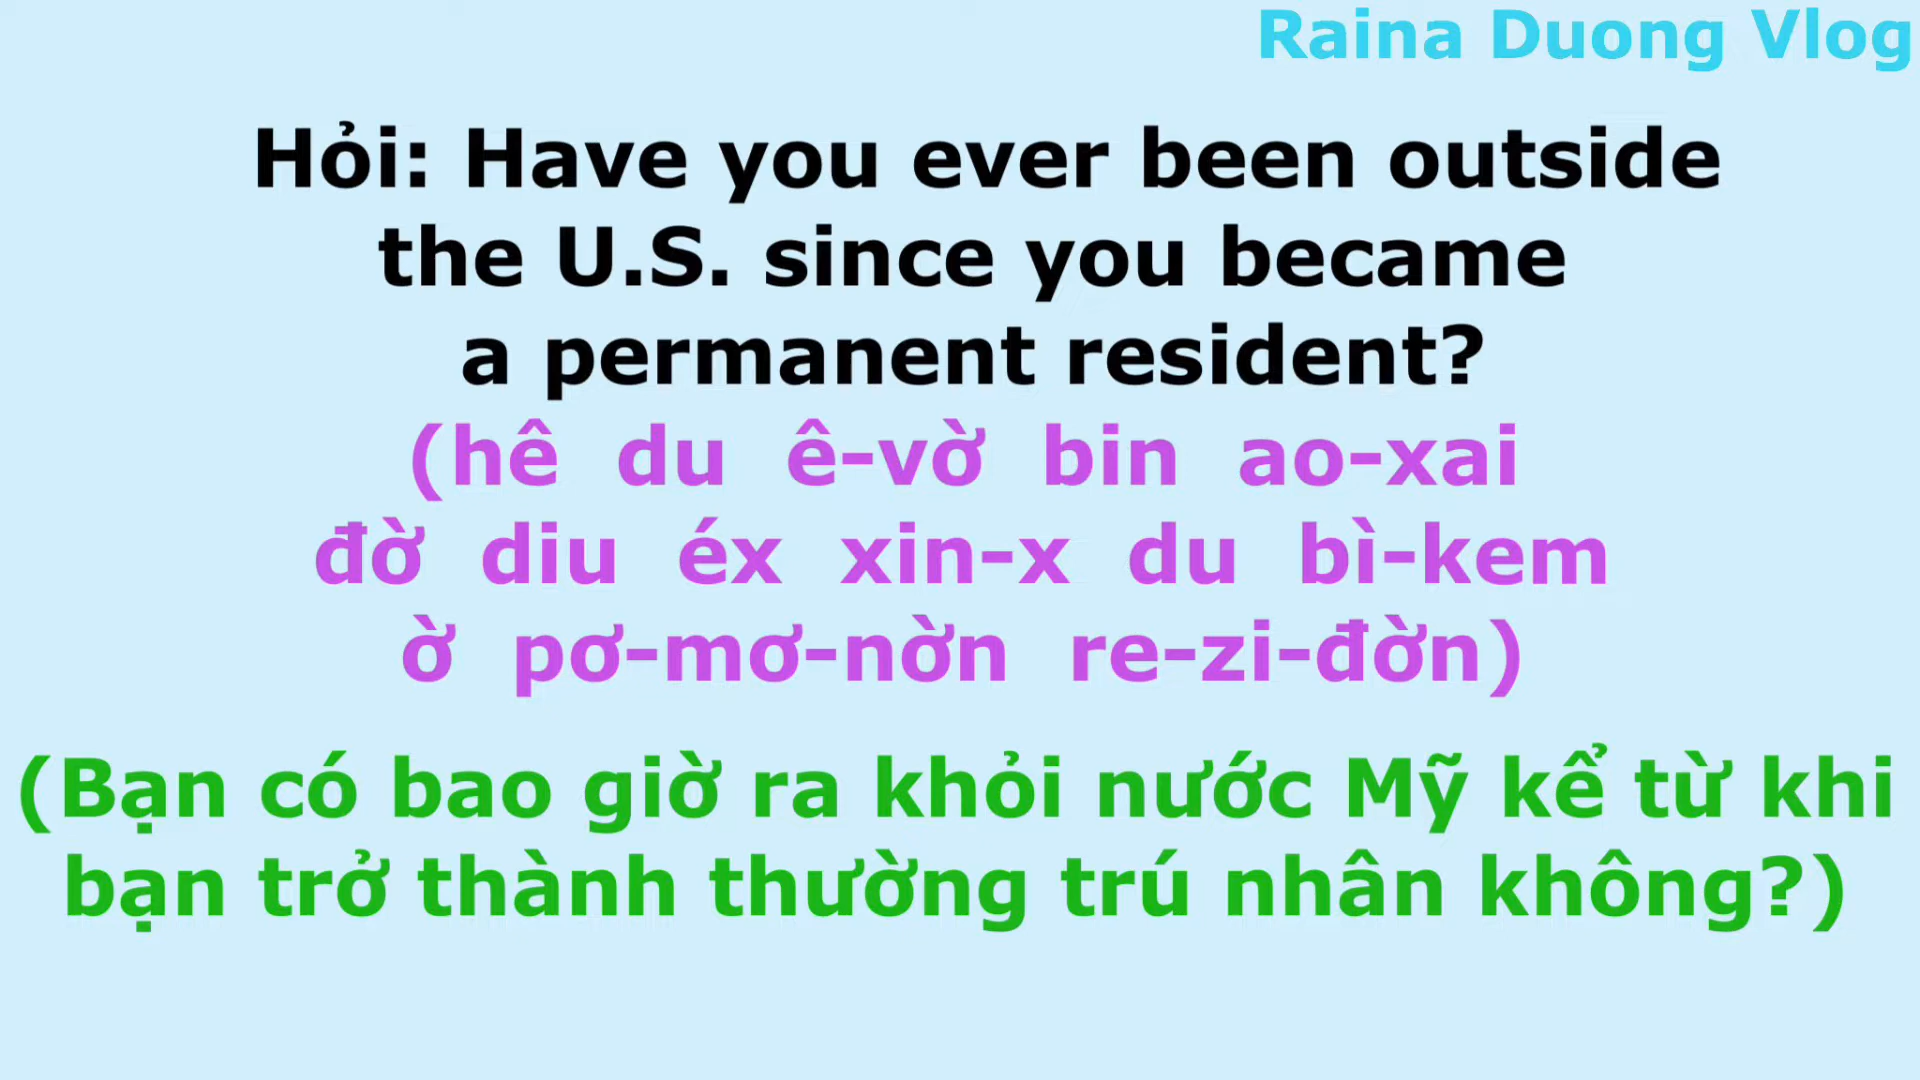 Raina Duong Vlog
Hỏi: Have you ever been outside
the U.S. since you became
a permanent resident?
(hê du ê-vờ bin ao-xai
đờ diu éx xin-x du bì-kem
ờ pơ-mơ-nờn re-zi-đờn)
(Bạn có bao giờ ra khỏi nước Mỹ kể từ khi
bạn trở thành thường trú nhân không?)